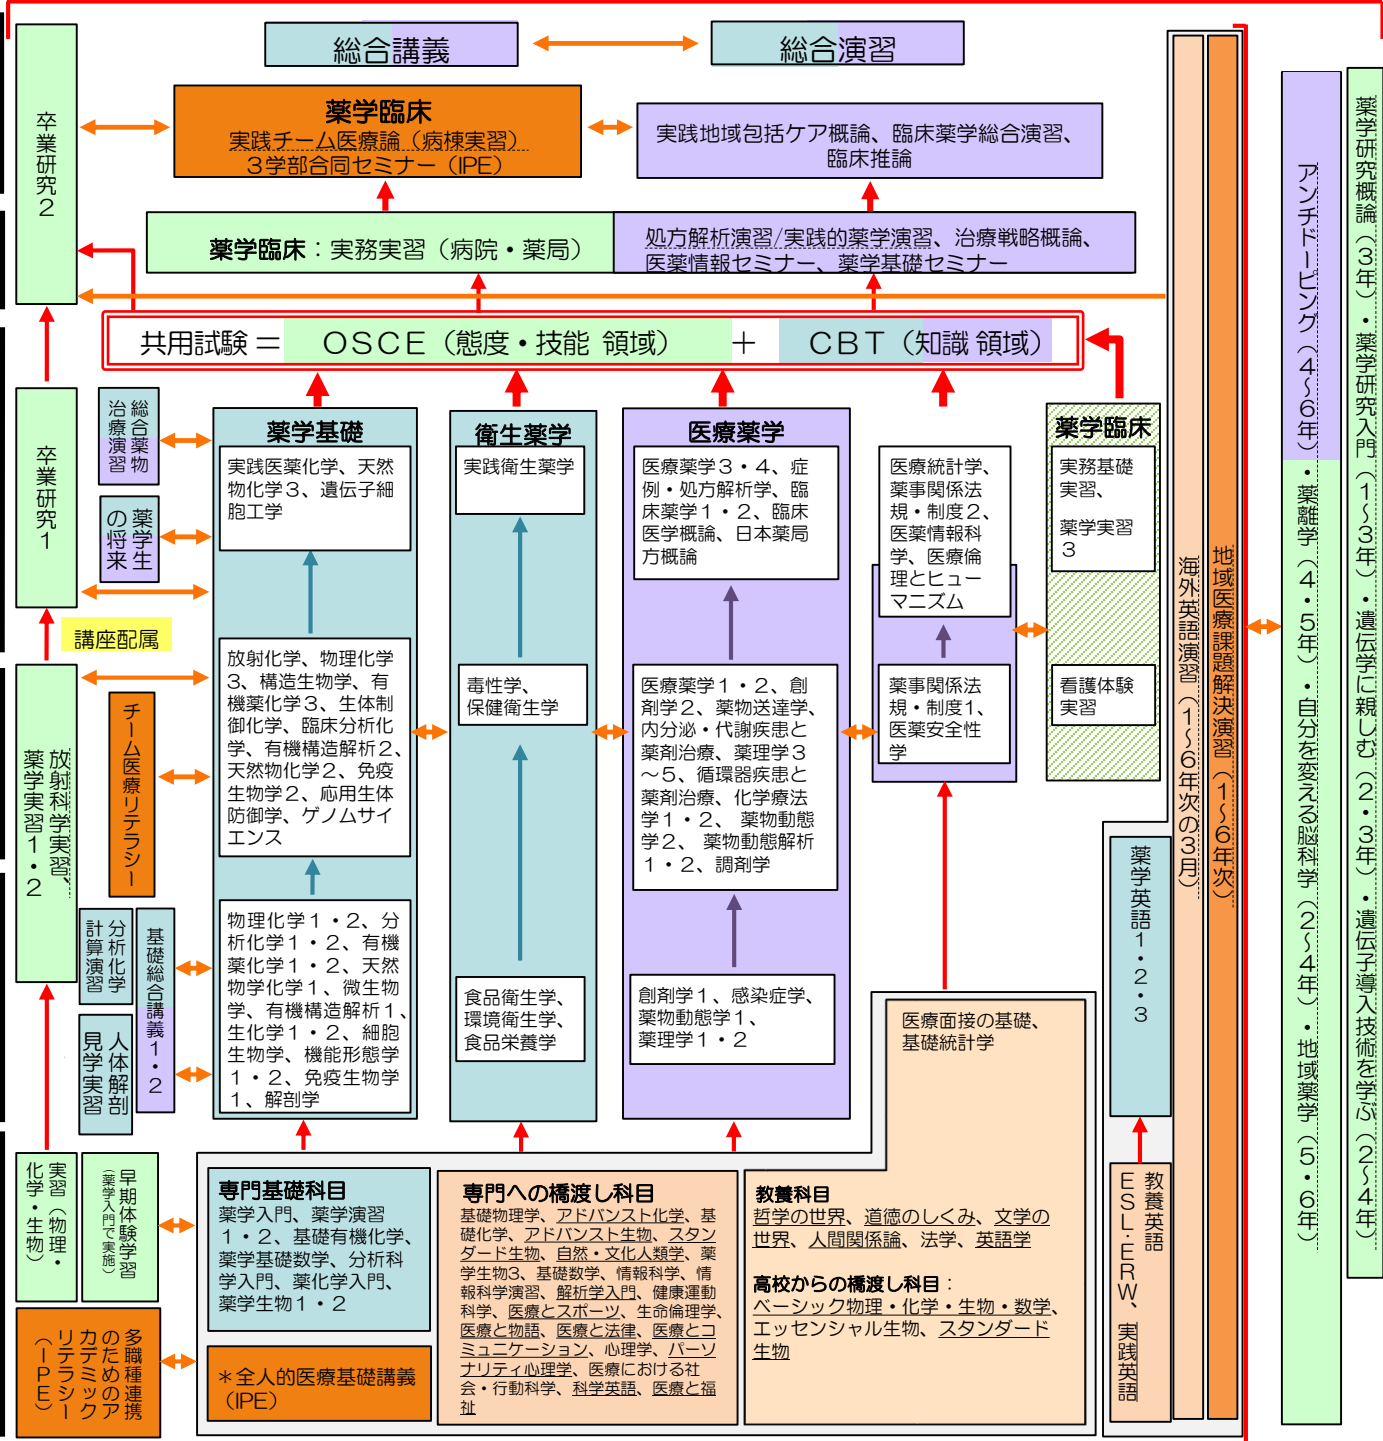 総合講義
総合演習
卒業研究２
薬学臨床
実践チーム医療論（病棟実習）
３学部合同セミナー（IPE）
実践地域包括ケア概論、臨床薬学総合演習、
臨床推論
薬学臨床：実務実習（病院・薬局）
処方解析演習/実践的薬学演習、治療戦略概論、
医薬情報セミナー、薬学基礎セミナー
共用試験＝ ＯＳＣＥ（態度・技能 領域） ＋ ＣＢＴ（知識 領域）
卒業研究１
総合薬物
治療演習
薬学生
の将来
講座配属
放射科学実習、
薬学実習１・２
チーム医療リテラシー
分析化学
計算演習
基礎総合講義１・２
人体解剖
見学実習
実習（物理・
化学・生物）
早期体験学習
（薬学入門で実施）
多職種連携
のためのア
カデミック
リテラシー
（ＩＰＥ）
薬学基礎
実践医薬化学、天然
物化学３、遺伝子細
胞工学
放射化学、物理化学
３、構造生物学、有
機薬化学３、生体制
御化学、臨床分析化
学、有機構造解析２、
天然物化学２、免疫
生物学２、応用生体
防御学、ゲノムサイ
エンス
物理化学１・２、分
析化学１・２、有機
薬化学１・２、天然
物学化学１、微生物
学、有機構造解析１、
生化学１・２、細胞
生物学、機能形態学
１・２、免疫生物学
１、解剖学
衛生薬学
実践衛生薬学
毒性学、
保健衛生学
食品衛生学、
環境衛生学、
食品栄養学
医療薬学
医療薬学３・４、症
例・処方解析学、臨
床薬学１・２、臨床
医学概論、日本薬局
方概論
医療薬学１・２、創
剤学２、薬物送達学、
内分泌・代謝疾患と
薬剤治療、薬理学３
～５、循環器疾患と
薬剤治療、化学療法
学１・２、 薬物動態
学２、 薬物動態解析
１・２、調剤学
創剤学１、感染症学、
薬物動態学１、
薬理学１・２
医療統計学、
薬事関係法
規・制度２、
医薬情報科
学、医療倫
理とヒュー
マニズム
薬事関係法
規・制度１、
医薬安全性
学
薬学臨床
実務基礎
実習、
薬学実習
３
看護体験
実習
医療面接の基礎、
基礎統計学
専門基礎科目
薬学入門、薬学演習
１・２、基礎有機化学、
薬学基礎数学、分析科
学入門、薬化学入門、
薬学生物１・２
＊全人的医療基礎講義
（IPE）
専門への橋渡し科目
基礎物理学、アドバンスト化学、基
礎化学、アドバンスト生物、スタン
ダード生物、自然・文化人類学、薬
学生物3、基礎数学、情報科学、情
報科学演習、解析学入門、健康運動
科学、医療とスポーツ、生命倫理学、
医療と物語、医療と法律、医療とコ
ミュニケーション、心理学、パーソ
ナリティ心理学、医療における社
会・行動科学、科学英語、医療と福
祉
教養科目
哲学の世界、道徳のしくみ、文学の
世界、人間関係論、法学、英語学
高校からの橋渡し科目：
ベーシック物理・化学・生物・数学、
エッセンシャル生物、スタンダード
生物
薬学英語１・２・３
教養英語
ＥＳＬ・ＥＲＷ、実践英語
海外英語演習（１～６年次の３月）
地域医療課題解決演習（１～６年次）
アンチドーピング（４～６年）・薬離学（４・５年）・自分を変える脳科学（２～４年）・地域薬学（５・６年）
薬学研究概論（３年）・薬学研究入門（１～３年）・遺伝学に親しむ（２・３年）・遺伝子導入技術を学ぶ（２～４年）